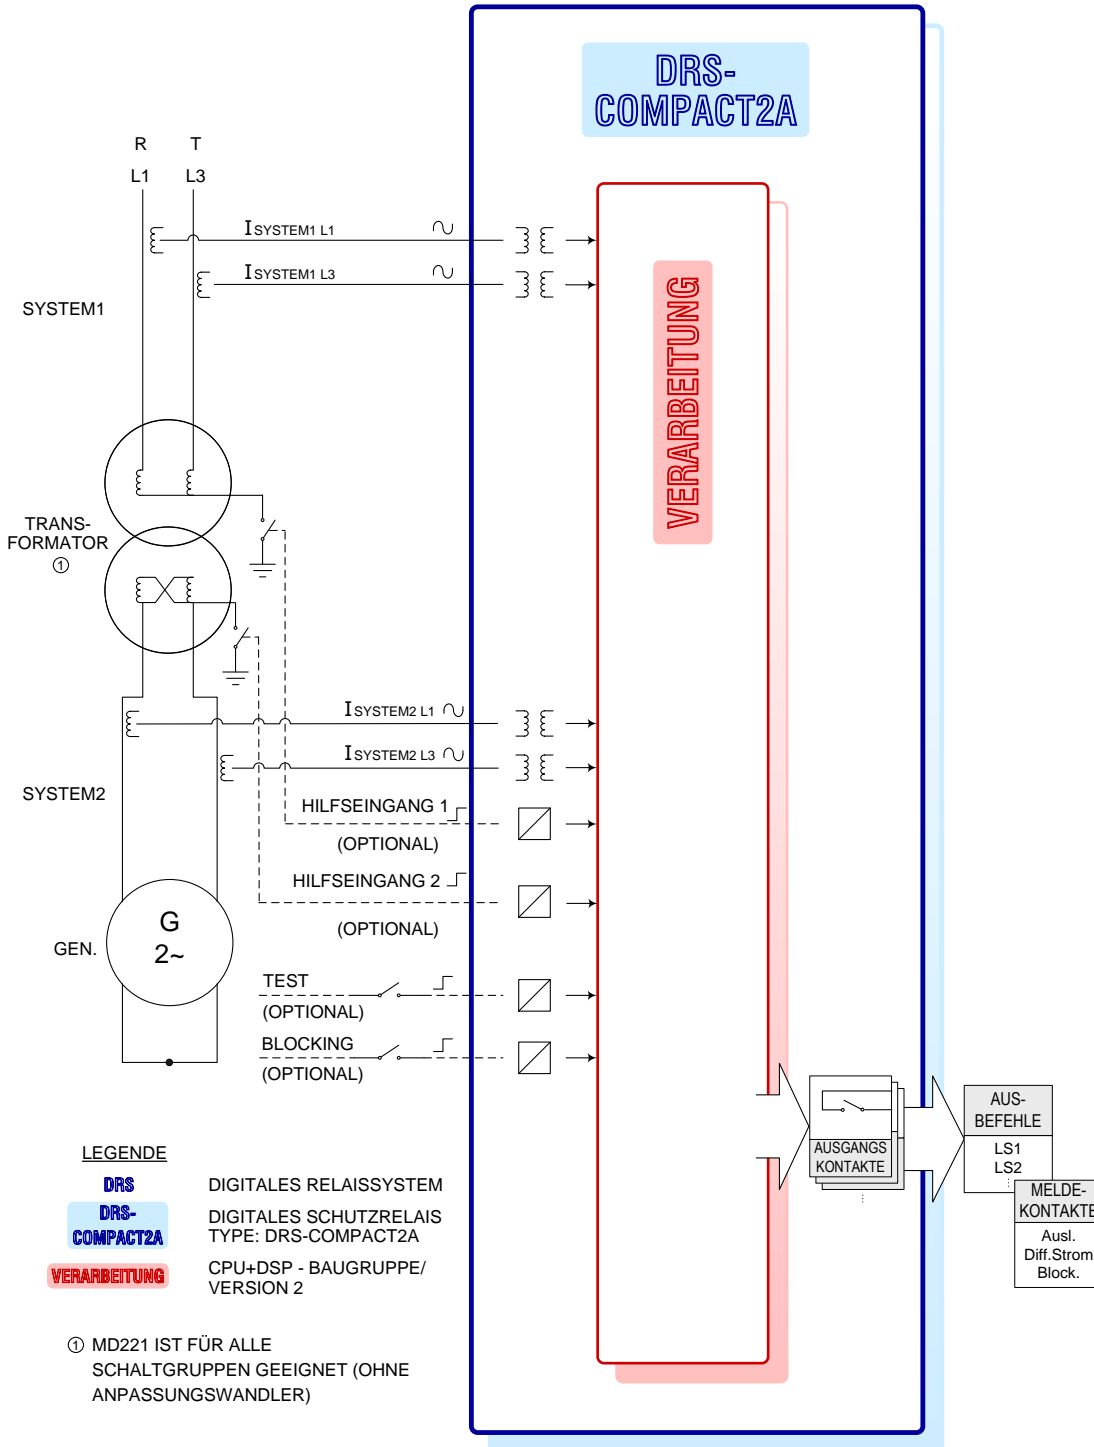 DRS-
COMPACT2A
R T
L1 L3
I SYSTEM1 L1
I SYSTEM1 L3
SYSTEM1
VERARBEITUNG
TRANS-
FORMATOR
①
I SYSTEM2 L1
I SYSTEM2 L3
SYSTEM2
HILFSEINGANG 1
(OPTIONAL)
HILFSEINGANG 2
(OPTIONAL)
G
2~
GEN.
TEST
(OPTIONAL)
BLOCKING
(OPTIONAL)
AUSGANGS
KONTAKTE
AUS-
BEFEHLE
LS1
LS2
MELDE-
KONTAKTE
Ausl.
Diff.Strom
Block.
LEGENDE
DRS DIGITALES RELAISSYSTEM
DRS-
COMPACT2A
DIGITALES SCHUTZRELAIS
TYPE: DRS-COMPACT2A
VERARBEITUNG
CPU+DSP - BAUGRUPPE/
VERSION 2
① MD221 IST FÜR ALLE
SCHALTGRUPPEN GEEIGNET (OHNE
ANPASSUNGSWANDLER)